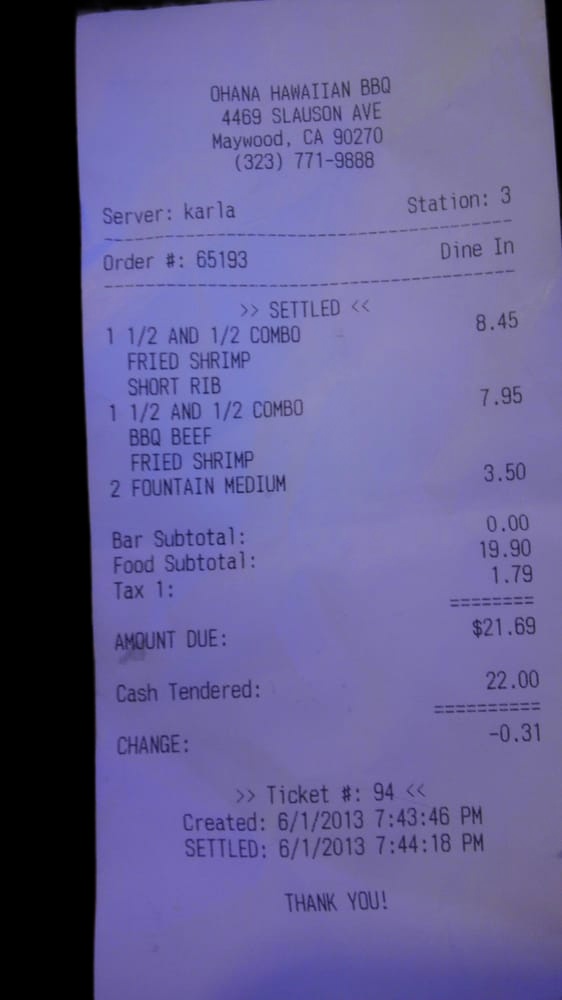 OHANA HAWAIIAN BBQ
4469 SLAUSON AVE
Maywood, CA 90270
(323) 771-9888
Server: karla Station: 3
Order #: 65193 Dine In
>> SETTLED <<
1 1/2 AND 1/2 COMBO 8.45
FRIED SHRIMP
SHORT RIB
1 1/2 AND 1/2 COMBO 7.95
BBQ BEEF
FRIED SHRIMP
2 FOUNTAIN MEDIUM 3.50
Bar Subtotal: 0.00
Food Subtotal: 19.90
Tax 1: 1.79
========
AMOUNT DUE: $21.69
Cash Tendered: 22.00
==========
CHANGE: -0.31
>> Ticket #: 94 <<
Created: 6/1/2013 7:43:46 PM
SETTLED: 6/1/2013 7:44:18 PM
THANK YOU!